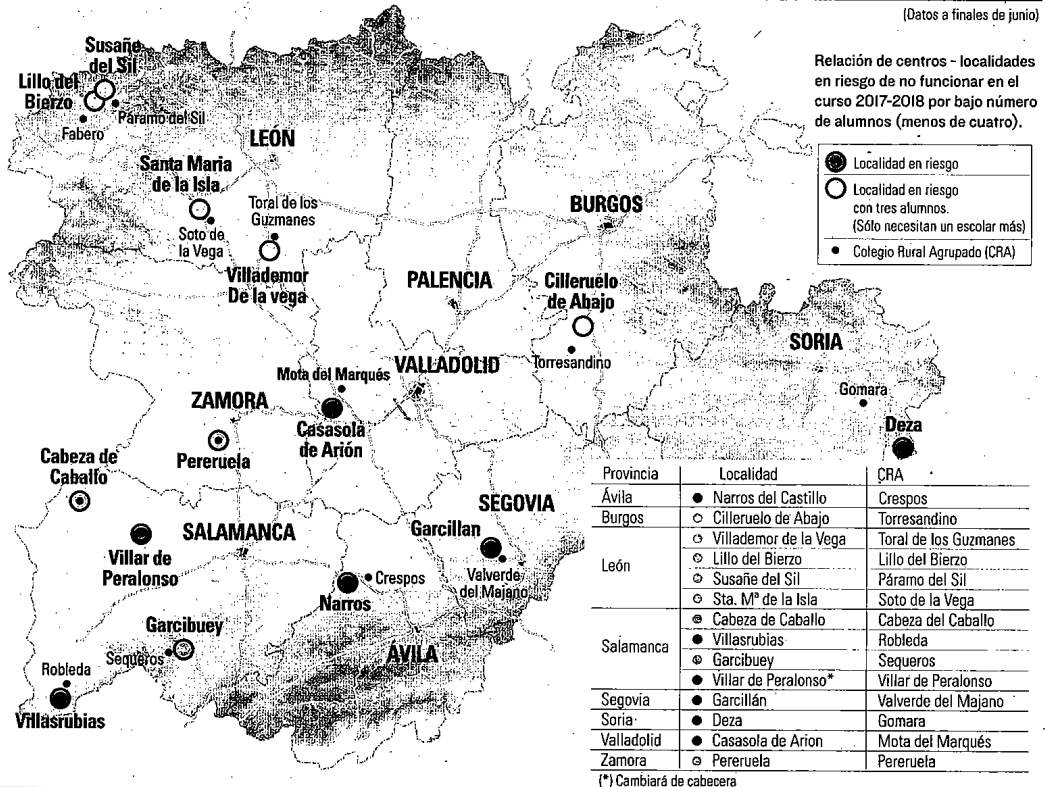 (Datos a finales de junio)
Relación de centros - localidades
en riesgo de no funcionar en el
curso 2017-2018 por bajo número
de alumnos (menos de cuatro).
Localidad en riesgo
Localidad en riesgo
con tres alumnos.
(Sólo necesitan un escolar más)
Colegio Rural Agrupado (CRA)
Susañe
del Sil
Lillo del
Bierzo
Fabero
Páramo del Sil
LEÓN
Santa Maria
de la Isla
Soto de
la Vega
Toral de los
Guzmanes
Villademor
De la vega
BURGOS
PALENCIA
Cilleruelo
de Abajo
Torresandino
SORIA
Gomara
Deza
VALLADOLID
Mota del Marqués
Casasola
de Arión
ZAMORA
Pereruela
Cabeza de
Caballo
SALAMANCA
Villar de
Peralonso
SEGOVIA
Garcillan
Valverde
del Majano
Crespos
Narros
ÁVILA
Garcibuey
Sequeros
Robleda
Villasrubias
Provincia Localidad CRA
Ávila Narros del Castillo Crespos
Burgos Cilleruelo de Abajo Torresandino
León Villademor de la Vega Toral de los Guzmanes
Lillo del Bierzo Lillo del Bierzo
Susañe del Sil Páramo del Sil
Sta. Mª de la Isla Soto de la Vega
Salamanca Cabeza de Caballo Cabeza del Caballo
Villasrubias Robleda
Garcibuey Sequeros
Villar de Peralonso* Villar de Peralonso
Segovia Garcillán Valverde del Majano
Soria Deza Gomara
Valladolid Casasola de Arion Mota del Marqués
Zamora Pereruela Pereruela
(*) Cambiará de cabecera